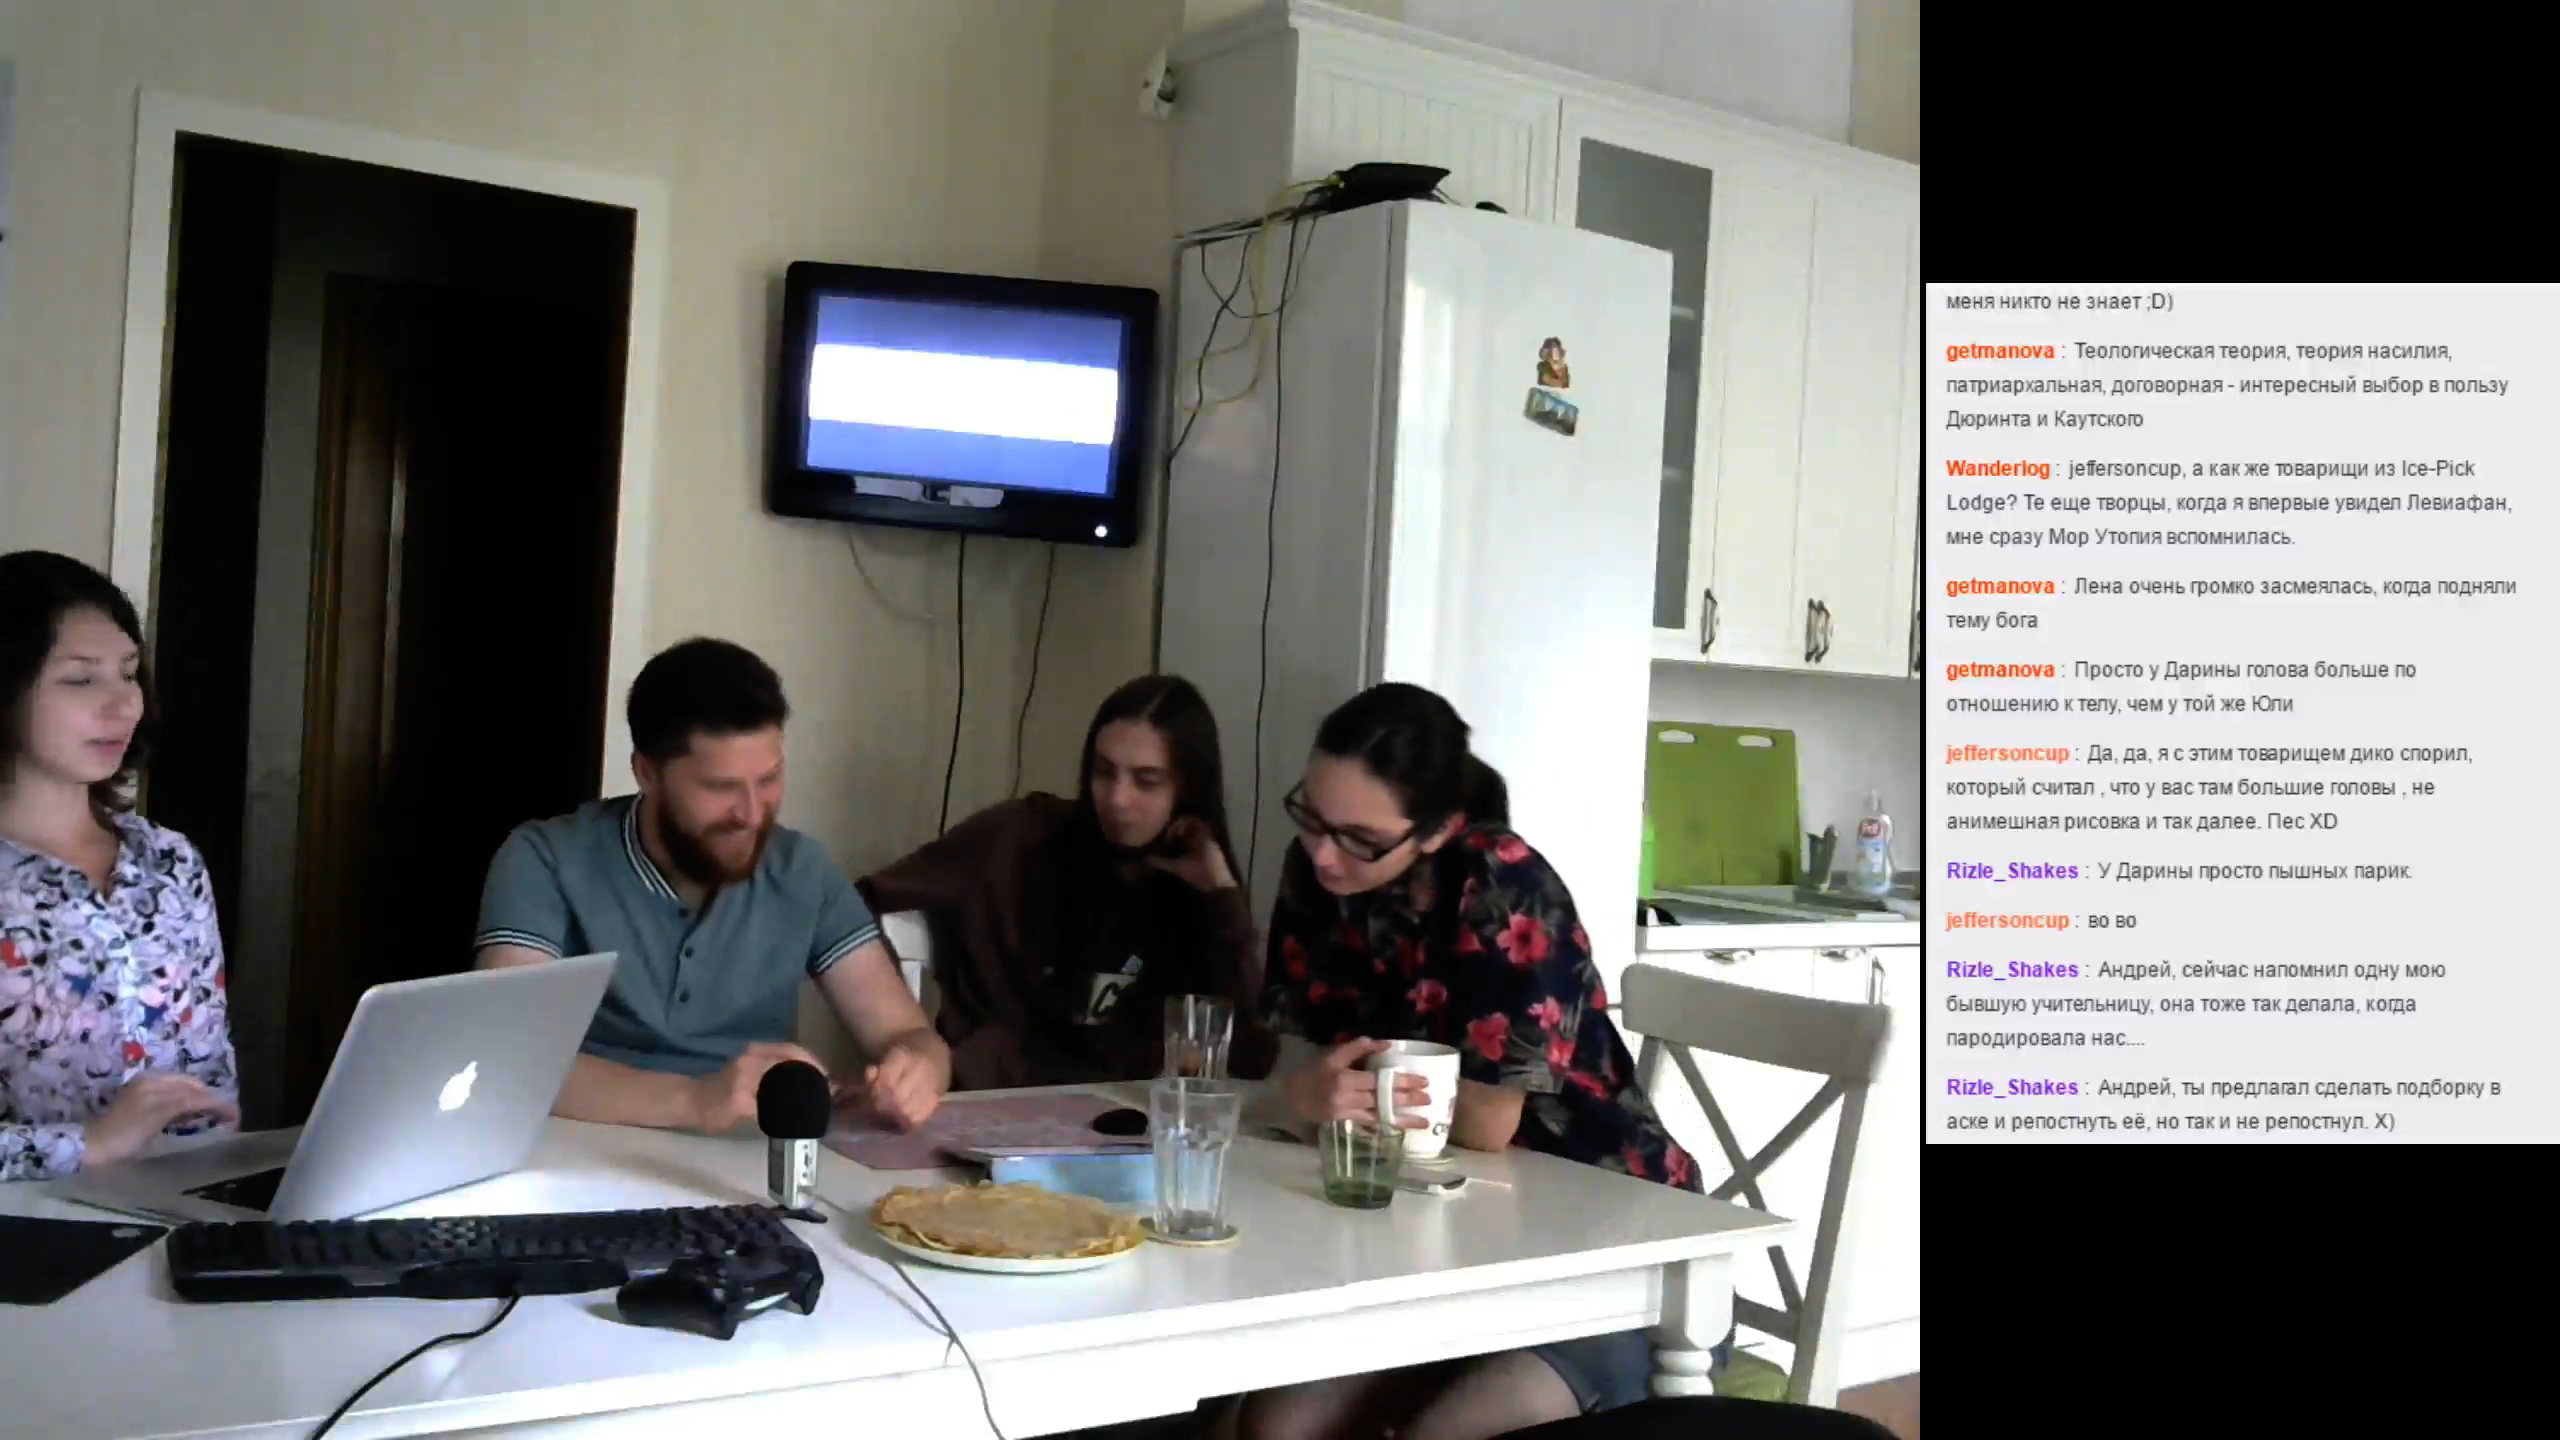 меня никто не знает ;D)
getmanova : Теологическая теория, теория насилия,
патриархальная, договорная - интересный выбор в пользу
Дюринта и Каутского
Wanderlog : jeffersoncup, а как же товарищи из Ice-Pick
Lodge? Те еще творцы, когда я впервые увидел Левиафан,
мне сразу Мор Утопия вспомнилась.
getmanova : Лена очень громко засмеялась, когда подняли
тему бога
getmanova : Просто у Дарины голова больше по
отношению к телу, чем у той же Юли
jeffersoncup : Да, да, я с этим товарищем дико спорил,
который считал , что у вас там большие головы , не
анимешная рисовка и так далее. Пес XD
Rizle_Shakes : У Дарины просто пышных парик.
jeffersoncup : во во
Rizle_Shakes : Андрей, сейчас напомнил одну мою
бывшую учительницу, она тоже так делала, когда
пародировала нас....
Rizle_Shakes : Андрей, ты предлагал сделать подборку в
аске и репостнуть её, но так и не репостнул. X)